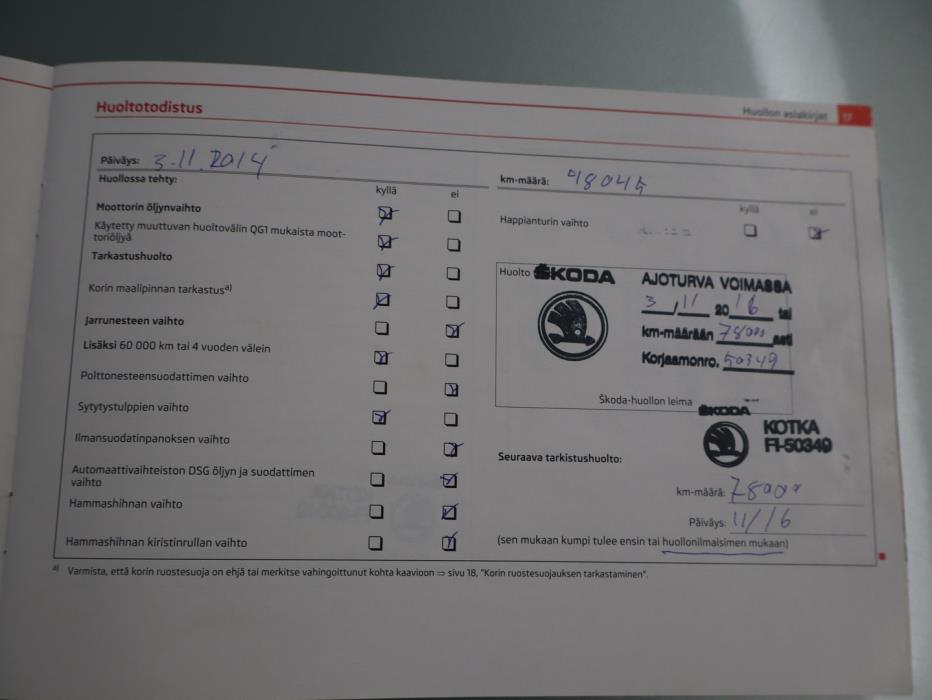 Huoltotodistus
Huollon asiakirjat 17
Päiväys: 3.11.2014
km-määrä: 48045
Huollossa tehty:
kyllä ei
Moottorin öljynvaihto
Käytetty muuttuvan huoltovälin QG1 mukaista moot-
toriöljyä
Tarkastushuolto
Korin maalipinnan tarkastus a)
Jarrunesteen vaihto
Lisäksi 60 000 km tai 4 vuoden välein
Polttonesteensuodattimen vaihto
Sytytystulppien vaihto
Ilmansuodatinpanoksen vaihto
Automaattivaihteiston DSG öljyn ja suodattimen
vaihto
Hammashihnan vaihto
Hammashihnan kiristinrullan vaihto
kyllä ei
Happianturin vaihto
Huolto ŠKODA
AJOTURVA VOIMASSA
3 / 11 2016 tai
km-määrään 78000 asti
Korjaamonro. 50349
Škoda-huollon leima
ŠKODA
KOTKA
FI-50349
Seuraava tarkistushuolto:
km-määrä: 78000
Päiväys: 11/16
(sen mukaan kumpi tulee ensin tai huollonilmaisimen mukaan)
a) Varmista, että korin ruostesuoja on ehjä tai merkitse vahingoittunut kohta kaavioon ⇒ sivu 18, "Korin ruostesuojauksen tarkastaminen".